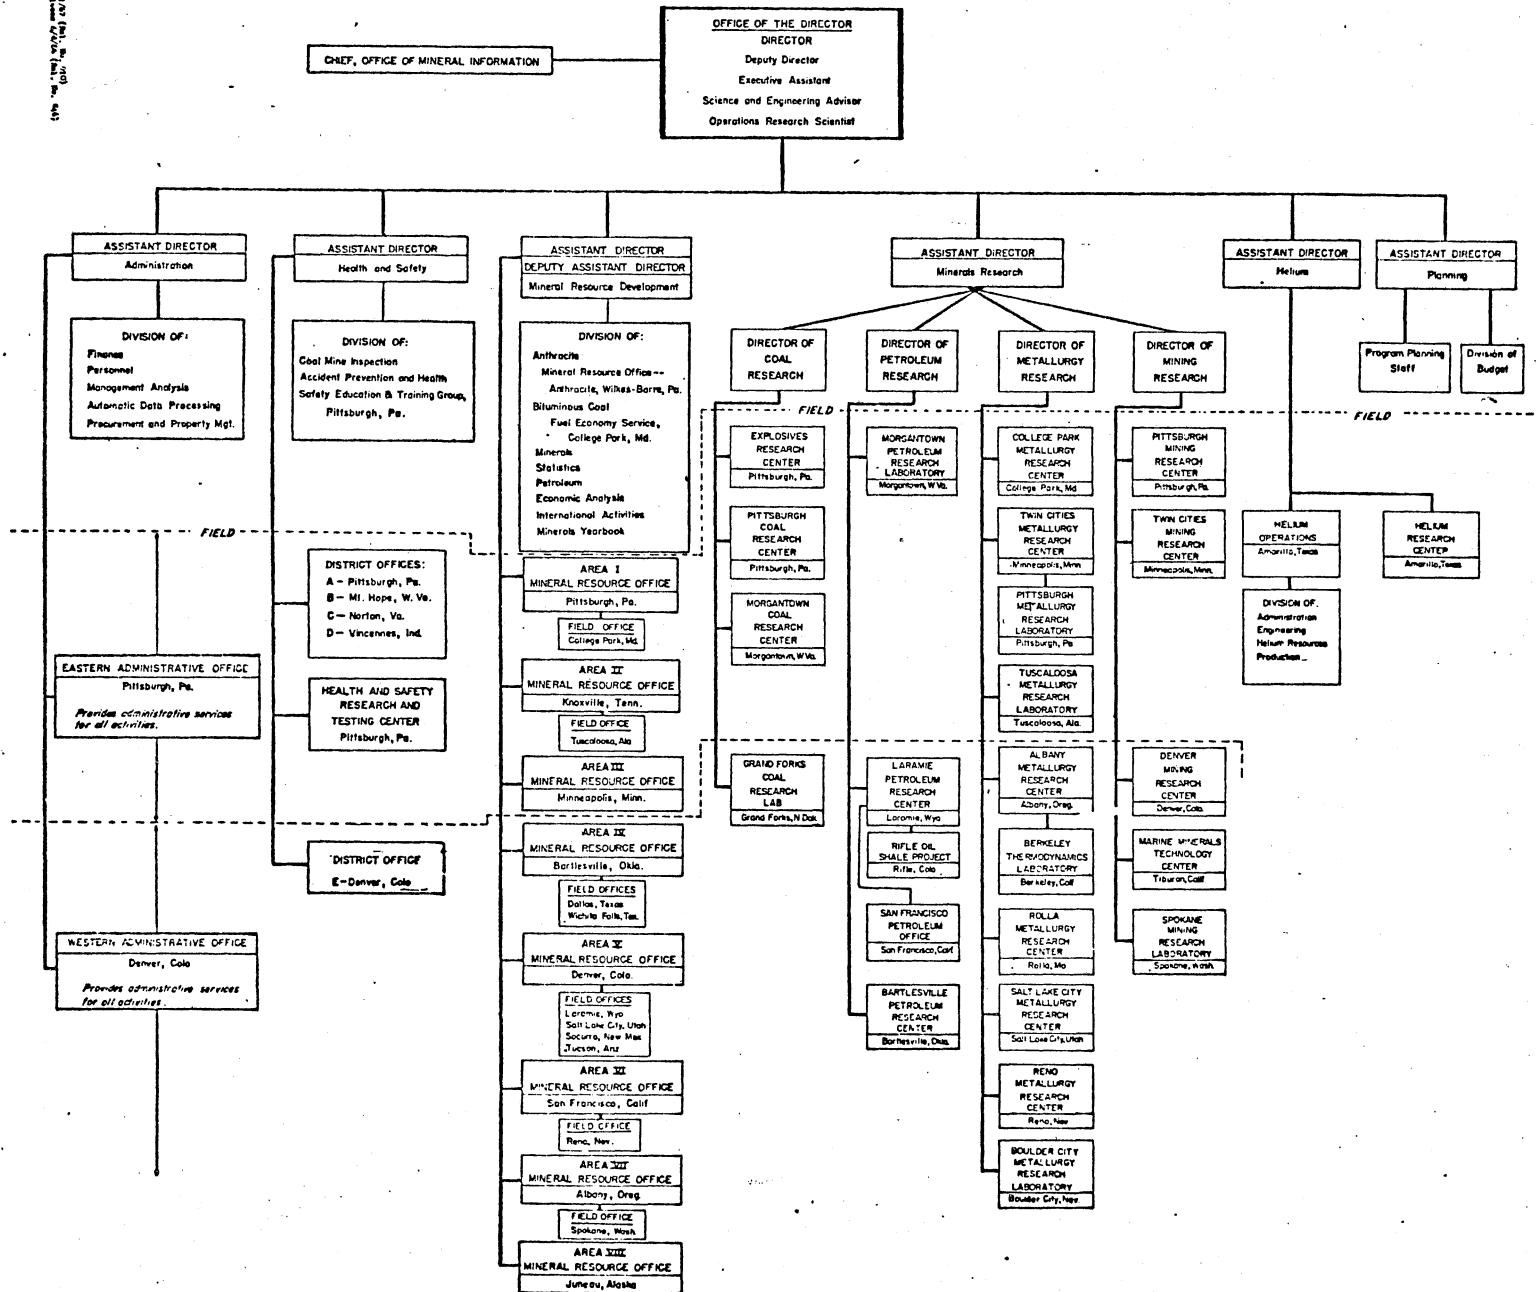 OFFICE OF THE DIRECTOR
DIRECTOR
Deputy Director
Executive Assistant
Science and Engineering Advisor
Operations Research Scientist
CHIEF, OFFICE OF MINERAL INFORMATION
ASSISTANT DIRECTOR
Administration
DIVISION OF:
Finance
Personnel
Management Analysis
Automatic Data Processing
Procurement and Property Mgt.
FIELD
EASTERN ADMINISTRATIVE OFFICE
Pittsburgh, Pa.
Provides administrative services
for all activities.
WESTERN ADMINISTRATIVE OFFICE
Denver, Colo
Provides administrative services
for all activities.
ASSISTANT DIRECTOR
Health and Safety
DIVISION OF:
Coal Mine Inspection
Accident Prevention and Health
Safety Education & Training Group,
Pittsburgh, Pa.
DISTRICT OFFICES:
A – Pittsburgh, Pa.
B – Mt. Hope, W. Va.
C – Norton, Va.
D – Vincennes, Ind.
HEALTH AND SAFETY
RESEARCH AND
TESTING CENTER
Pittsburgh, Pa.
DISTRICT OFFICE
E-Denver, Colo
ASSISTANT DIRECTOR
DEPUTY ASSISTANT DIRECTOR
Mineral Resource Development
DIVISION OF:
Anthracite
Mineral Resource Office--
Anthracite, Wilkes-Barre, Pa.
Bituminous Coal
Fuel Economy Service,
College Park, Md.
Minerals
Statistics
Petroleum
Economic Analysis
International Activities
Minerals Yearbook
AREA I
MINERAL RESOURCE OFFICE
Pittsburgh, Pa.
FIELD OFFICE
College Park, Md.
AREA II
MINERAL RESOURCE OFFICE
Knoxville, Tenn.
FIELD OFFICE
Tuscaloosa, Ala
AREA III
MINERAL RESOURCE OFFICE
Minneapolis, Minn.
AREA IV
MINERAL RESOURCE OFFICE
Bartlesville, Okla.
FIELD OFFICES
Dallas, Texas
Wichita Falls, Tex.
AREA V
MINERAL RESOURCE OFFICE
Denver, Colo.
FIELD OFFICES
Laramie, Wyo
Salt Lake City, Utah
Socorro, New Mex
Tucson, Ariz
AREA VI
MINERAL RESOURCE OFFICE
San Francisco, Calif
FIELD OFFICE
Reno, Nev.
AREA VII
MINERAL RESOURCE OFFICE
Albany, Oreg.
FIELD OFFICE
Spokane, Wash
AREA VIII
MINERAL RESOURCE OFFICE
Juneau, Alaska
ASSISTANT DIRECTOR
Minerals Research
DIRECTOR OF
COAL
RESEARCH
FIELD
EXPLOSIVES
RESEARCH
CENTER
Pittsburgh, Pa.
PITTSBURGH
COAL
RESEARCH
CENTER
Pittsburgh, Pa.
MORGANTOWN
COAL
RESEARCH
CENTER
Morgantown, W Va.
GRAND FORKS
COAL
RESEARCH
LAB
Grand Forks, N Dak
DIRECTOR OF
PETROLEUM
RESEARCH
MORGANTOWN
PETROLEUM
RESEARCH
LABORATORY
Morgantown, W Va.
LARAMIE
PETROLEUM
RESEARCH
CENTER
Laramie, Wyo
RIFLE OIL
SHALE PROJECT
Rifle, Colo
SAN FRANCISCO
PETROLEUM
OFFICE
San Francisco, Calif.
BARTLESVILLE
PETROLEUM
RESEARCH
CENTER
Bartlesville, Okla.
DIRECTOR OF
METALLURGY
RESEARCH
COLLEGE PARK
METALLURGY
RESEARCH
CENTER
College Park, Md
TWIN CITIES
METALLURGY
RESEARCH
CENTER
Minneapolis, Minn
PITTSBURGH
METALLURGY
RESEARCH
LABORATORY
Pittsburgh, Pa
TUSCALOOSA
METALLURGY
RESEARCH
LABORATORY
Tuscaloosa, Ala.
ALBANY
METALLURGY
RESEARCH
CENTER
Albany, Oreg.
BERKELEY
THERMODYNAMICS
LABORATORY
Berkeley, Calf
ROLLA
METALLURGY
RESEARCH
CENTER
Rolla, Mo
SALT LAKE CITY
METALLURGY
RESEARCH
CENTER
Salt Lake City, Utah
RENO
METALLURGY
RESEARCH
CENTER
Reno, Nev
BOULDER CITY
METALLURGY
RESEARCH
LABORATORY
Boulder City, Nev.
DIRECTOR OF
MINING
RESEARCH
PITTSBURGH
MINING
RESEARCH
CENTER
Pittsburgh, Pa.
TWIN CITIES
MINING
RESEARCH
CENTER
Minneapolis, Minn.
DENVER
MINING
RESEARCH
CENTER
Denver, Colo.
MARINE MINERALS
TECHNOLOGY
CENTER
Tiburon, Calif
SPOKANE
MINING
RESEARCH
LABORATORY
Spokane, Wash.
ASSISTANT DIRECTOR
Helium
HELIUM
OPERATIONS
Amarillo, Texas
DIVISION OF:
Administration
Engineering
Helium Resources
Production
HELIUM
RESEARCH
CENTER
Amarillo, Texas
ASSISTANT DIRECTOR
Planning
Program Planning
Staff
Division of
Budget
FIELD